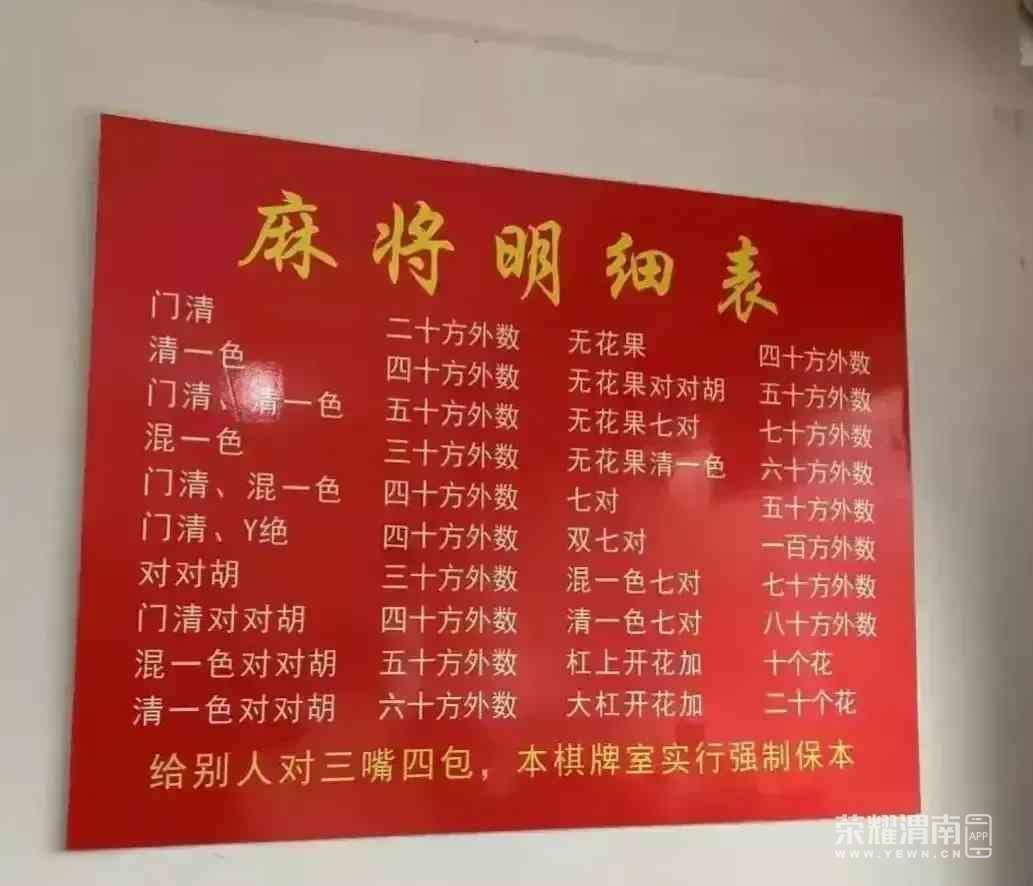 麻将明细表
门清 二十方外数 无花果 四十方外数
清一色 四十方外数 无花果对对胡 五十方外数
门清、清一色 五十方外数 无花果七对 七十方外数
混一色 三十方外数 无花果清一色 六十方外数
门清、混一色 四十方外数 七对 五十方外数
门清、Y绝 四十方外数 双七对 一百方外数
对对胡 三十方外数 混一色七对 七十方外数
门清对对胡 四十方外数 清一色七对 八十方外数
混一色对对胡 五十方外数 杠上开花加 十个花
清一色对对胡 六十方外数 大杠开花加 二十个花
给别人对三嘴四包，本棋牌室实行强制保本
荣耀渭南 APP
WWW.YEWN.CN